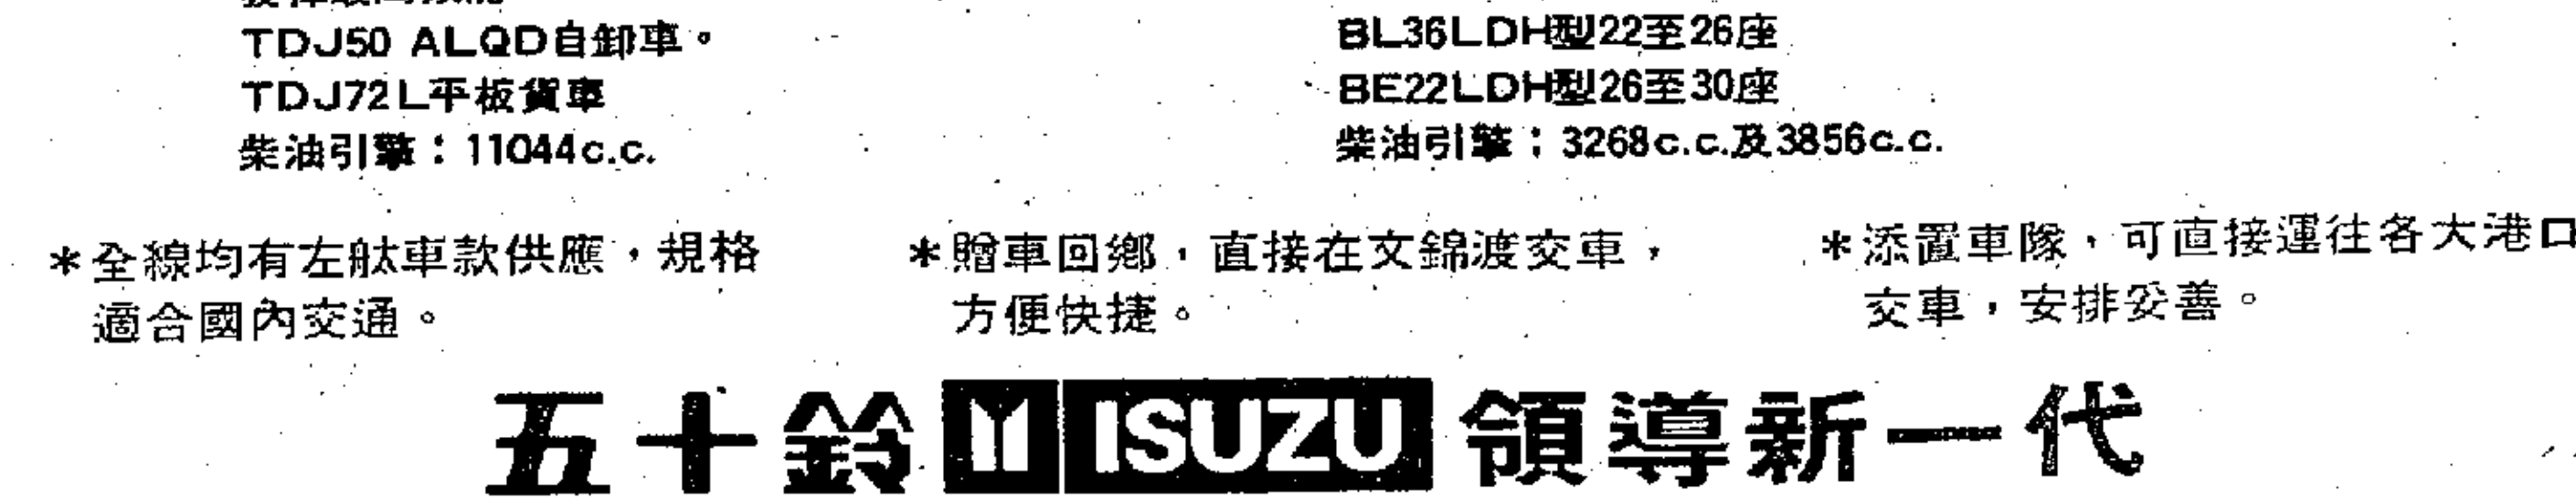 TDJ50 ALQD自卸車。
TDJ72L平板貨車
柴油引擎：11044c.c.
BL36LDH型22至26座
BE22LDH型26至30座
柴油引擎：3268c.c.及3856c.c.
＊全線均有左舦車款供應，規格
適合國內交通。
＊贈車回鄉，直接在文錦渡交車，
方便快捷。
＊添置車隊，可直接運往各大港口
交車，安排妥善。
五十鈴 ISUZU 領導新一代